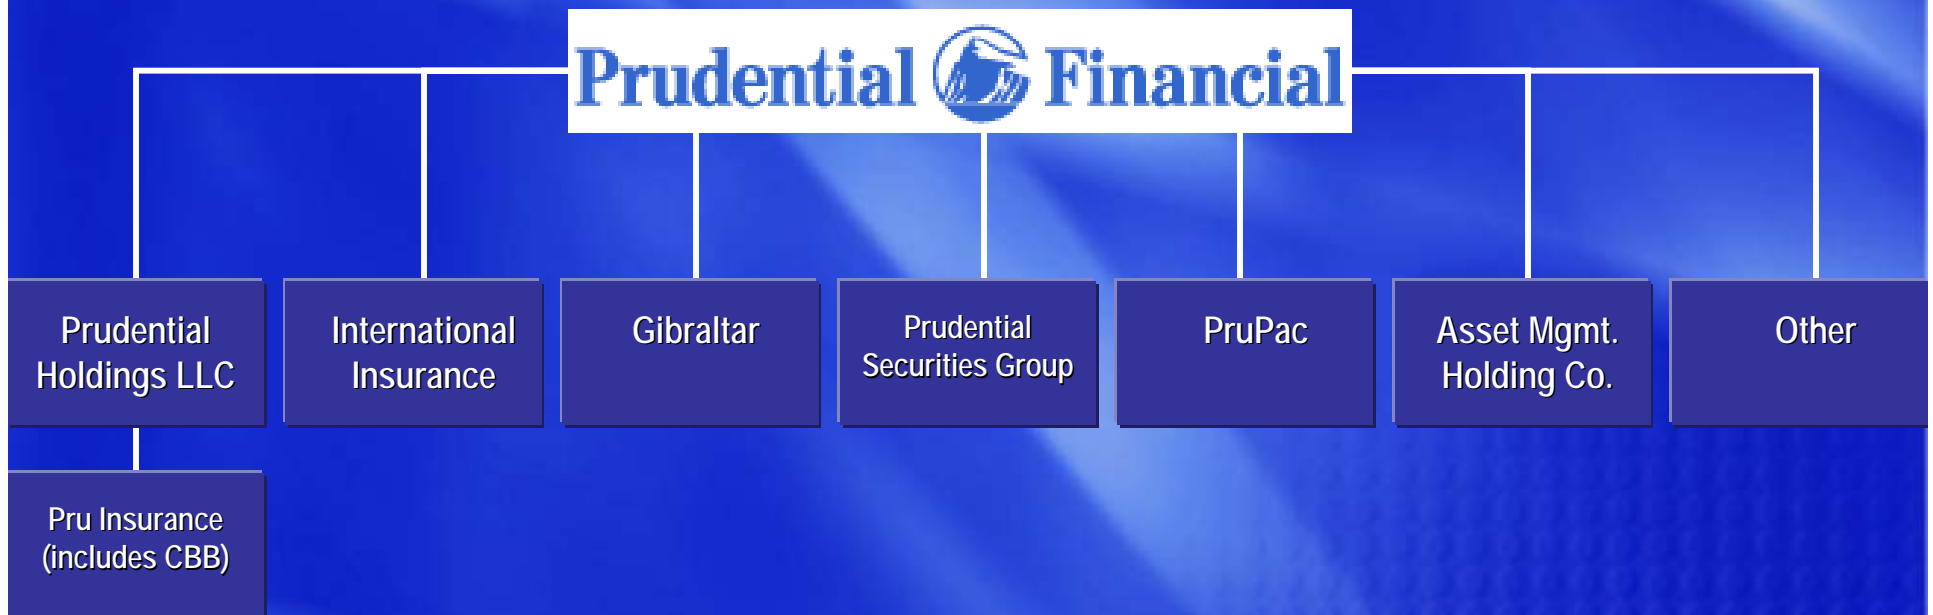 Prudential Financial
Prudential
Holdings LLC
International
Insurance
Gibraltar
Prudential
Securities Group
PruPac
Asset Mgmt.
Holding Co.
Other
Pru Insurance
(includes CBB)